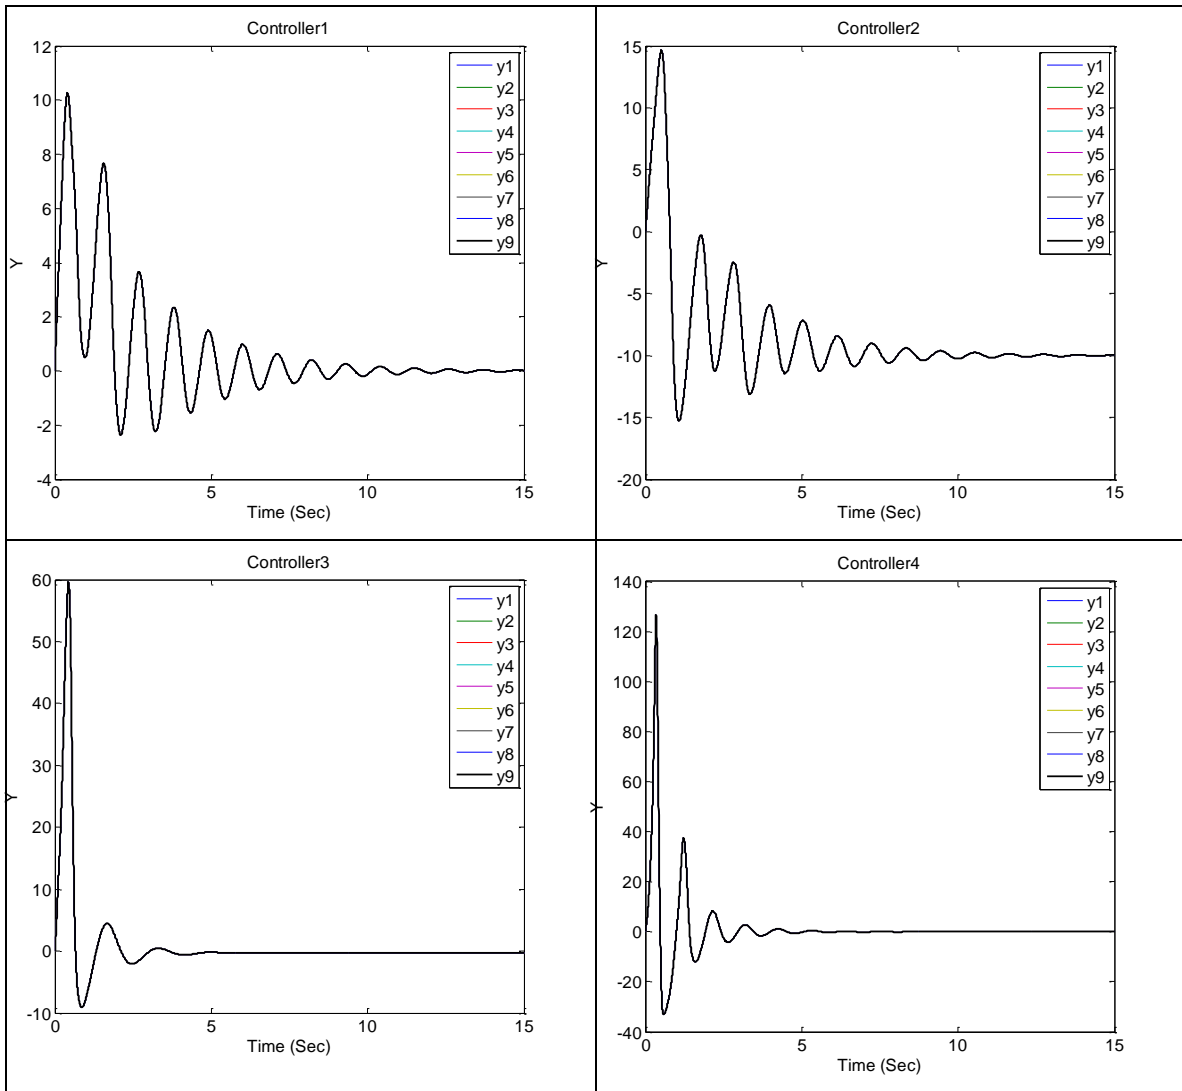 Controller1
12
10
8
6
4
2
0
-2
-4
Y
0
5
10
15
Time (Sec)
y1
y2
y3
y4
y5
y6
y7
y8
y9
Controller2
15
10
5
0
-5
-10
-15
-20
Y
0
5
10
15
Time (Sec)
y1
y2
y3
y4
y5
y6
y7
y8
y9
Controller3
60
50
40
30
20
10
0
-10
Y
0
5
10
15
Time (Sec)
y1
y2
y3
y4
y5
y6
y7
y8
y9
Controller4
140
120
100
80
60
40
20
0
-20
-40
Y
0
5
10
15
Time (Sec)
y1
y2
y3
y4
y5
y6
y7
y8
y9